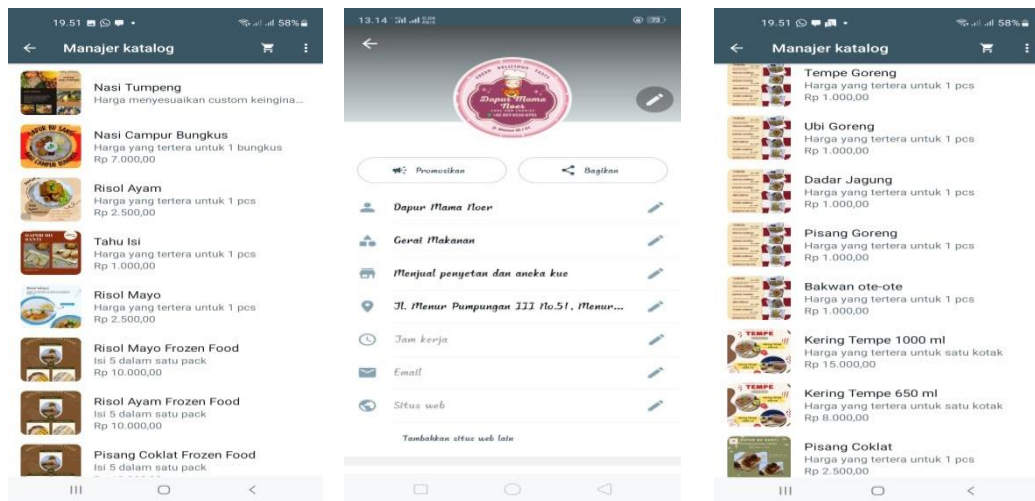 19.51
58%
Manajer katalog
Nasi Tumpeng
Harga menyesuaikan custom keingina...
Nasi Campur Bungkus
Harga yang tertera untuk 1 bungkus
Rp 7.000,00
Risol Ayam
Harga yang tertera untuk 1 pcs
Rp 2.500,00
Tahu Isi
Harga yang tertera untuk 1 pcs
Rp 1.000,00
Risol Mayo
Harga yang tertera untuk 1 pcs
Rp 2.500,00
Risol Mayo Frozen Food
Isi 5 dalam satu pack
Rp 10.000,00
Risol Ayam Frozen Food
Isi 5 dalam satu pack
Rp 10.000,00
Pisang Coklat Frozen Food
Isi 5 dalam satu pack
13.14
Dapur Mama
Noer
Promosikan
Bagikan
Dapur Mama Noer
Gerai Makanan
Menjual penyetan dan aneka kue
Jl. Menur Pumpungan III No.51, Menur...
Jam kerja
Email
Situs web
Tambahkan situs web lain
19.51
58%
Manajer katalog
Tempe Goreng
Harga yang tertera untuk 1 pcs
Rp 1.000,00
Ubi Goreng
Harga yang tertera untuk 1 pcs
Rp 1.000,00
Dadar Jagung
Harga yang tertera untuk 1 pcs
Rp 1.000,00
Pisang Goreng
Harga yang tertera untuk 1 pcs
Rp 1.000,00
Bakwan ote-ote
Harga yang tertera untuk 1 pcs
Rp 1.000,00
TEMPE
Kering Tempe 1000 ml
Harga yang tertera untuk satu kotak
Rp 15.000,00
TEMPE
Kering Tempe 650 ml
Harga yang tertera untuk satu kotak
Rp 8.000,00
Pisang Coklat
Harga yang tertera untuk 1 pcs
Rp 2.500,00